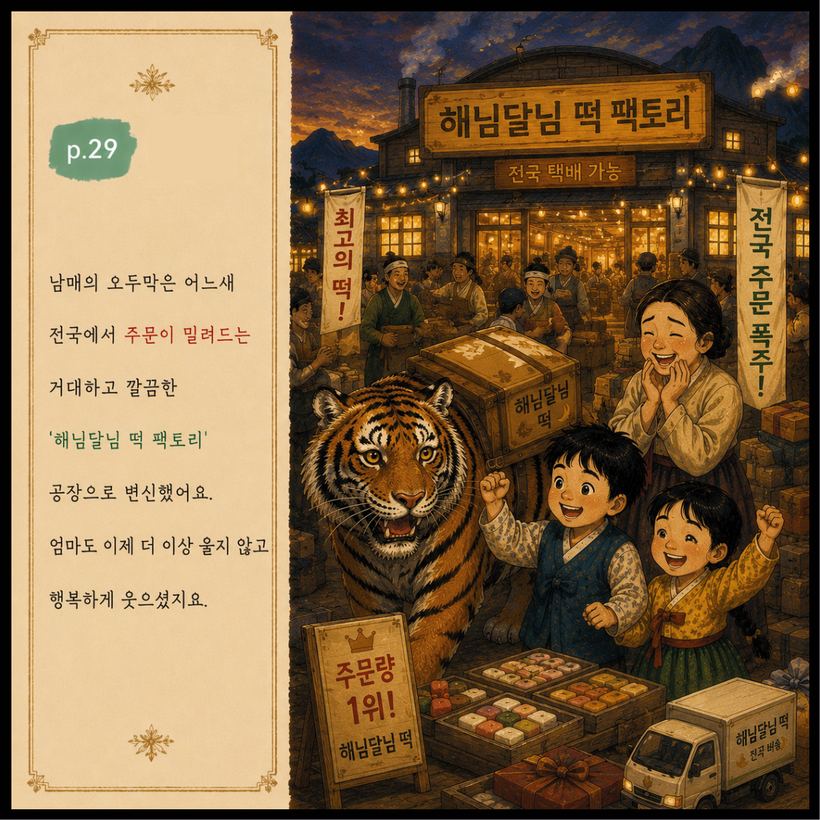 p.29
남매의 오두막은 어느새
전국에서 주문이 밀려드는
거대하고 깔끔한
'해님달님 떡 팩토리'
공장으로 변신했어요.
엄마도 이제 더 이상 울지 않고
행복하게 웃으셨지요.
해님달님 떡 팩토리
전국 택배 가능
최고의 떡!
전국 주문 폭주!
해님달님
떡
주문량
1위!
해님달님 떡
해님달님 떡